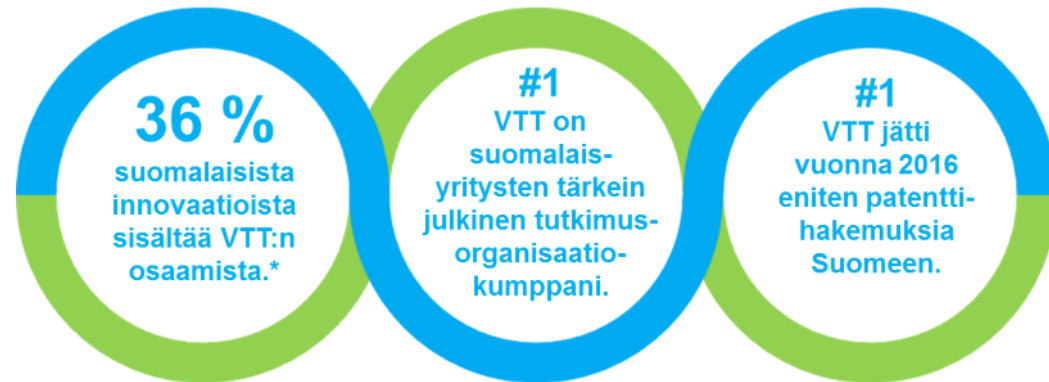 36 %
suomalaisista
innovaatioista
sisältää VTT:n
osaamista.*
#1
VTT on
suomalais-
yritysten tärkein
julkinen tutkimus-
organisaatio-
kumppani.
#1
VTT jätti
vuonna 2016
eniten patentti-
hakemuksia
Suomeen.